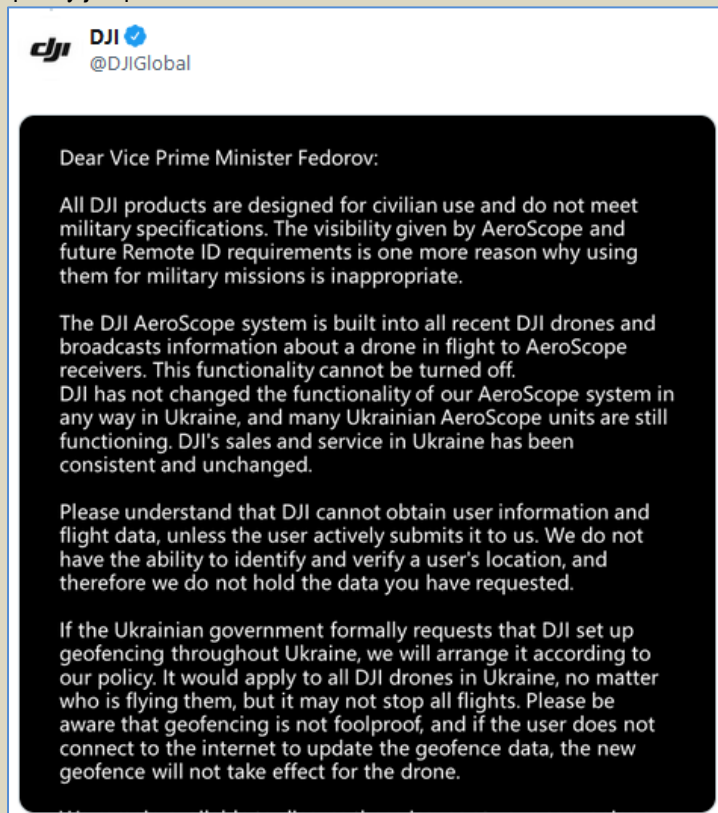 dji
DJI
@DJIGlobal
Dear Vice Prime Minister Fedorov:
All DJI products are designed for civilian use and do not meet
military specifications. The visibility given by AeroScope and
future Remote ID requirements is one more reason why using
them for military missions is inappropriate.
The DJI AeroScope system is built into all recent DJI drones and
broadcasts information about a drone in flight to AeroScope
receivers. This functionality cannot be turned off.
DJI has not changed the functionality of our AeroScope system in
any way in Ukraine, and many Ukrainian AeroScope units are still
functioning. DJI's sales and service in Ukraine has been
consistent and unchanged.
Please understand that DJI cannot obtain user information and
flight data, unless the user actively submits it to us. We do not
have the ability to identify and verify a user's location, and
therefore we do not hold the data you have requested.
If the Ukrainian government formally requests that DJI set up
geofencing throughout Ukraine, we will arrange it according to
our policy. It would apply to all DJI drones in Ukraine, no matter
who is flying them, but it may not stop all flights. Please be
aware that geofencing is not foolproof, and if the user does not
connect to the internet to update the geofence data, the new
geofence will not take effect for the drone.